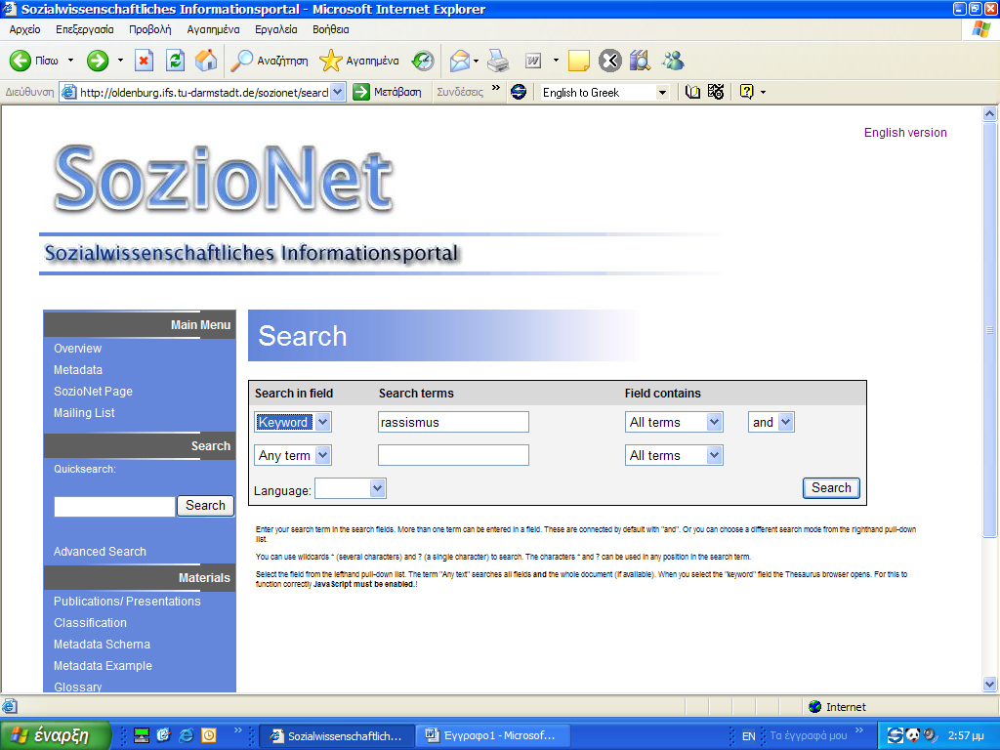 Sozialwissenschaftliches Informationsportal - Microsoft Internet Explorer
Αρχείο Επεξεργασία Προβολή Αγαπημένα Εργαλεία Βοήθεια
Πίσω Αναζήτηση Αγαπημένα
Διεύθυνση http://oldenburg.ifs.tu-darmstadt.de/sozionet/searc Μετάβαση Συνδέσεις » English to Greek
English version
SozioNet
Sozialwissenschaftliches Informationsportal
Main Menu
Overview
Metadata
SozioNet Page
Mailing List
Search
Quicksearch:
Search
Advanced Search
Materials
Publications/ Presentations
Classification
Metadata Schema
Metadata Example
Glossary
Search
Search in field Search terms Field contains
Keyword rassismus All terms and
Any term All terms
Language: Search
Enter your search term in the search fields. More than one term can be entered in a field. These are connected by default with "and". Or you can choose a different search mode from the righthand pull-down
list.
You can use wildcards * (several characters) and ? (a single character) to search. The characters * and ? can be used in any position in the search term.
Select the field from the lefthand pull-down list. The term "Any text" searches all fields and the whole document (if available). When you select the "keyword" field the Thesaurus browser opens. For this to
function correctly JavaScript must be enabled.!
Internet
έναρξη » Sozialwissenschaftlich... Έγγραφο1 - Microsof... EN Τα έγγραφά μου » 2:57 μμ